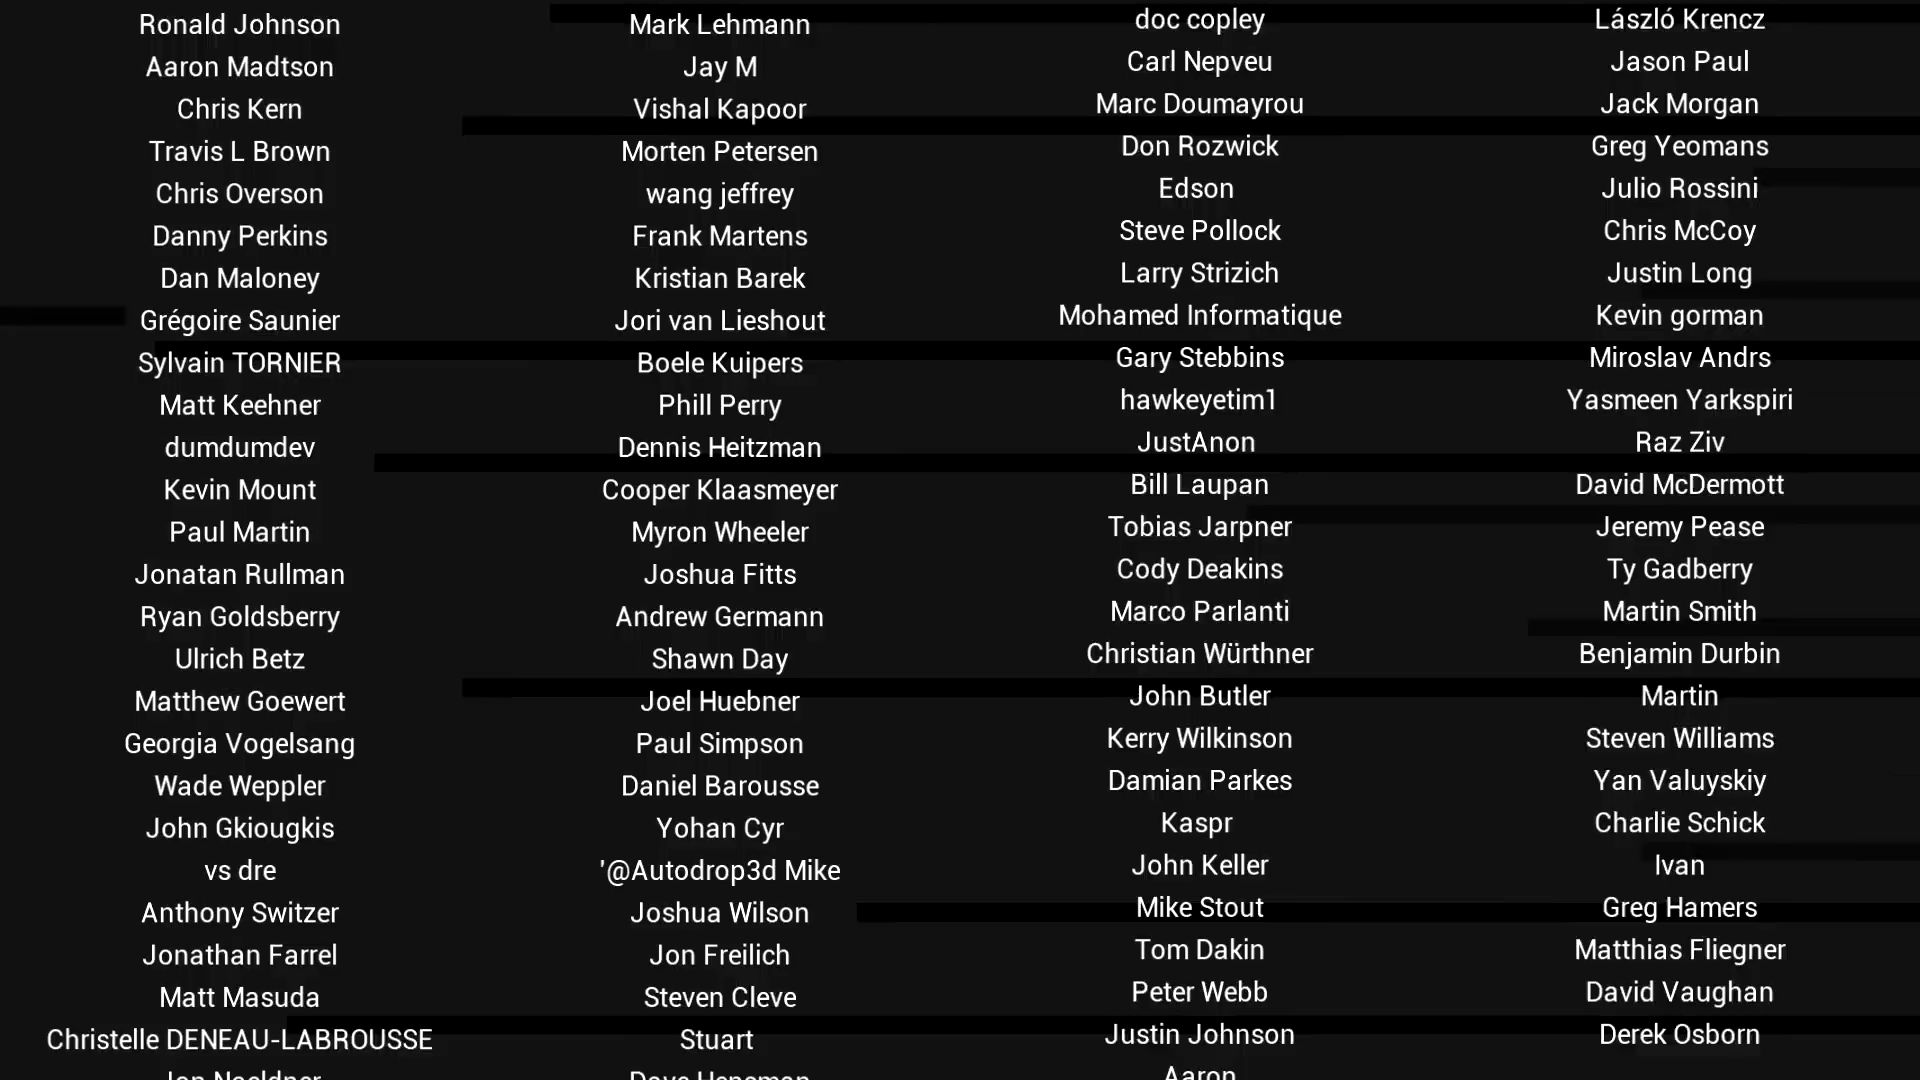 Ronald Johnson
Aaron Madtson
Chris Kern
Travis L Brown
Chris Overson
Danny Perkins
Dan Maloney
Grégoire Saunier
Sylvain TORNIER
Matt Keehner
dumdumdev
Kevin Mount
Paul Martin
Jonatan Rullman
Ryan Goldsberry
Ulrich Betz
Matthew Goewert
Georgia Vogelsang
Wade Weppler
John Gkiougkis
vs dre
Anthony Switzer
Jonathan Farrel
Matt Masuda
Christelle DENEAU-LABROUSSE
Mark Lehmann
Jay M
Vishal Kapoor
Morten Petersen
wang jeffrey
Frank Martens
Kristian Barek
Jori van Lieshout
Boele Kuipers
Phill Perry
Dennis Heitzman
Cooper Klaasmeyer
Myron Wheeler
Joshua Fitts
Andrew Germann
Shawn Day
Joel Huebner
Paul Simpson
Daniel Barousse
Yohan Cyr
'@Autodrop3d Mike
Joshua Wilson
Jon Freilich
Steven Cleve
Stuart
doc copley
Carl Nepveu
Marc Doumayrou
Don Rozwick
Edson
Steve Pollock
Larry Strizich
Mohamed Informatique
Gary Stebbins
hawkeyetim1
JustAnon
Bill Laupan
Tobias Jarpner
Cody Deakins
Marco Parlanti
Christian Würthner
John Butler
Kerry Wilkinson
Damian Parkes
Kaspr
John Keller
Mike Stout
Tom Dakin
Peter Webb
Justin Johnson
Aaron
László Krencz
Jason Paul
Jack Morgan
Greg Yeomans
Julio Rossini
Chris McCoy
Justin Long
Kevin gorman
Miroslav Andrs
Yasmeen Yarkspiri
Raz Ziv
David McDermott
Jeremy Pease
Ty Gadberry
Martin Smith
Benjamin Durbin
Martin
Steven Williams
Yan Valuyskiy
Charlie Schick
Ivan
Greg Hamers
Matthias Fliegner
David Vaughan
Derek Osborn